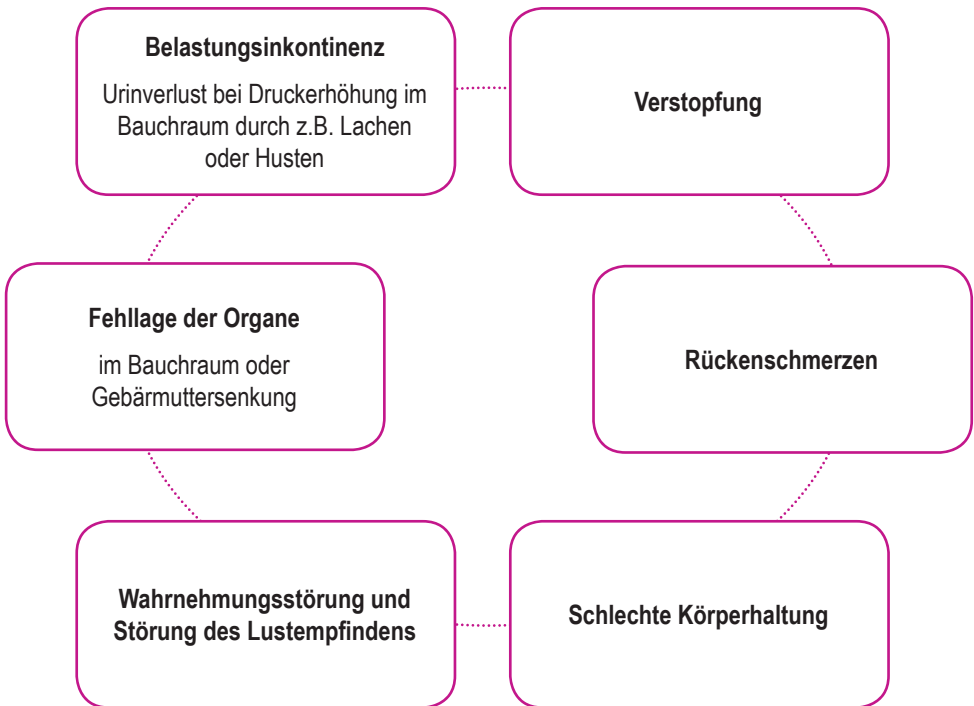 Belastungsinkontinenz
Urinverlust bei Druckerhöhung im
Bauchraum durch z.B. Lachen
oder Husten
Verstopfung
Fehllage der Organe
im Bauchraum oder
Gebärmuttersenkung
Rückenschmerzen
Wahrnehmungsstörung und
Störung des Lustempfindens
Schlechte Körperhaltung